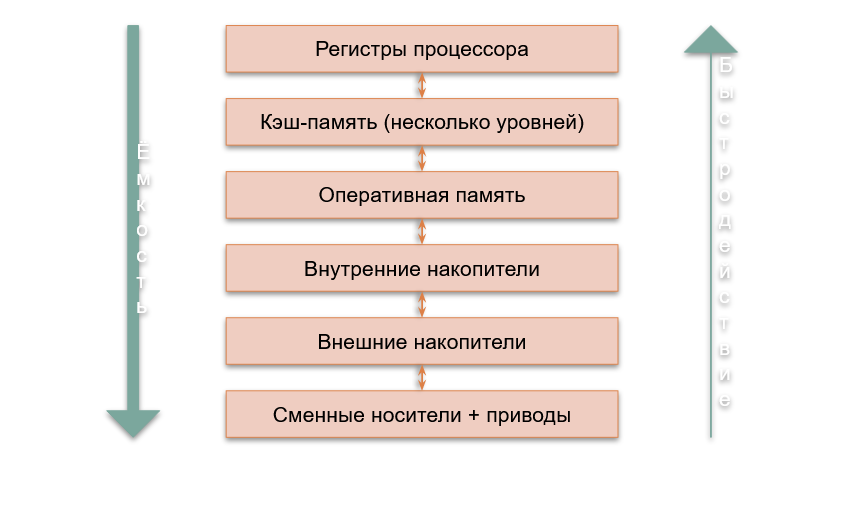 Регистры процессора
Кэш-память (несколько уровней)
Оперативная память
Внутренние накопители
Внешние накопители
Сменные носители + приводы
Ёмкость
Быстродействие